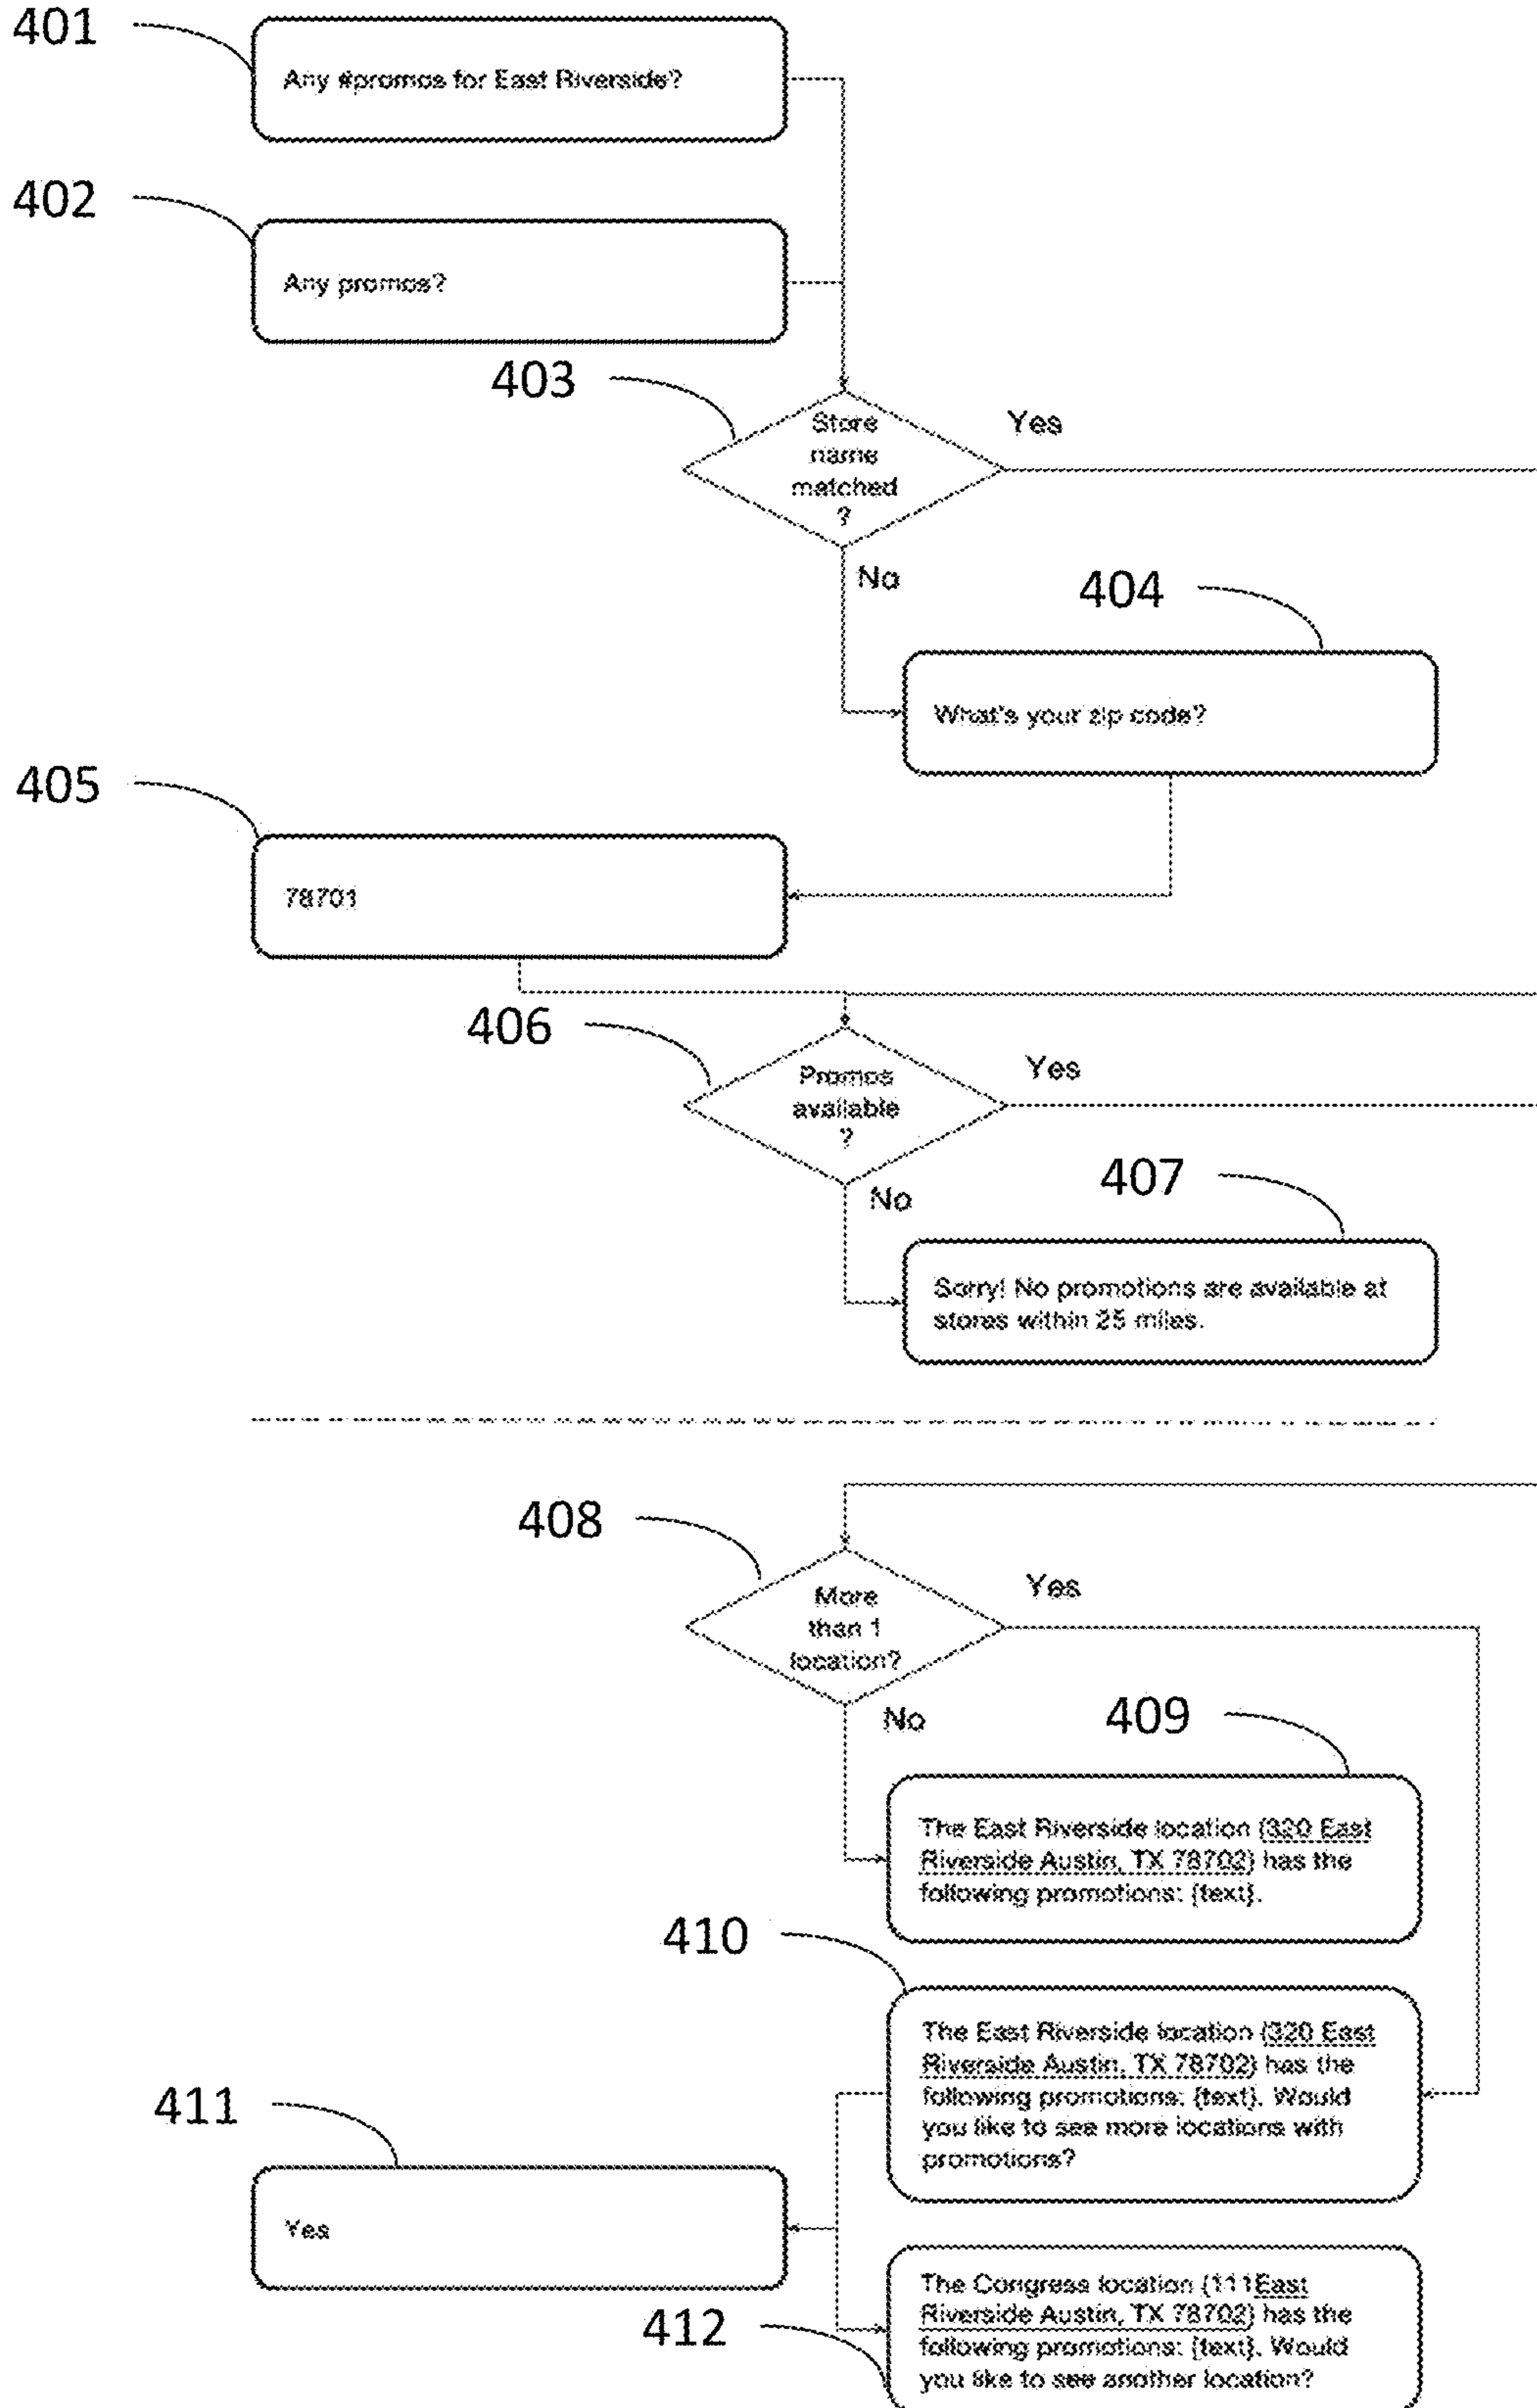 401
Any #promos for East Riverside?
402
Any promos?
403
Store
name
matched
?
Yes
No
404
What's your zip code?
405
78701
406
Promos
available
?
Yes
No
407
Sorry! No promotions are available at
stores within 25 miles.
408
More
than 1
location?
Yes
No
409
The East Riverside location (320 East
Riverside Austin, TX 78702) has the
following promotions: {text}.
410
The East Riverside location (320 East
Riverside Austin, TX 78702) has the
following promotions: {text}. Would
you like to see more locations with
promotions?
411
Yes
412
The Congress location (111East
Riverside Austin, TX 78702) has the
following promotions: {text}. Would
you like to see another location?